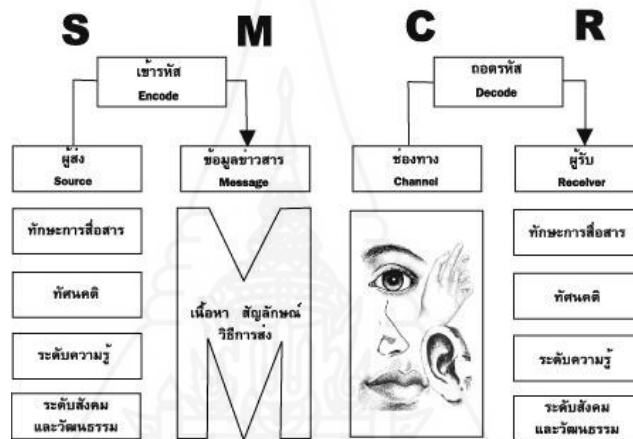 S M C R
เข้ารหัส
Encode
ถอดรหัส
Decode
ผู้ส่ง
Source
ข้อมูลข่าวสาร
Message
ช่องทาง
Channel
ผู้รับ
Receiver
ทักษะการสื่อสาร
ทัศนคติ
ระดับความรู้
ระดับสังคม
และวัฒนธรรม
เนื้อหา สัญลักษณ์
วิธีการส่ง
ทักษะการสื่อสาร
ทัศนคติ
ระดับความรู้
ระดับสังคม
และวัฒนธรรม